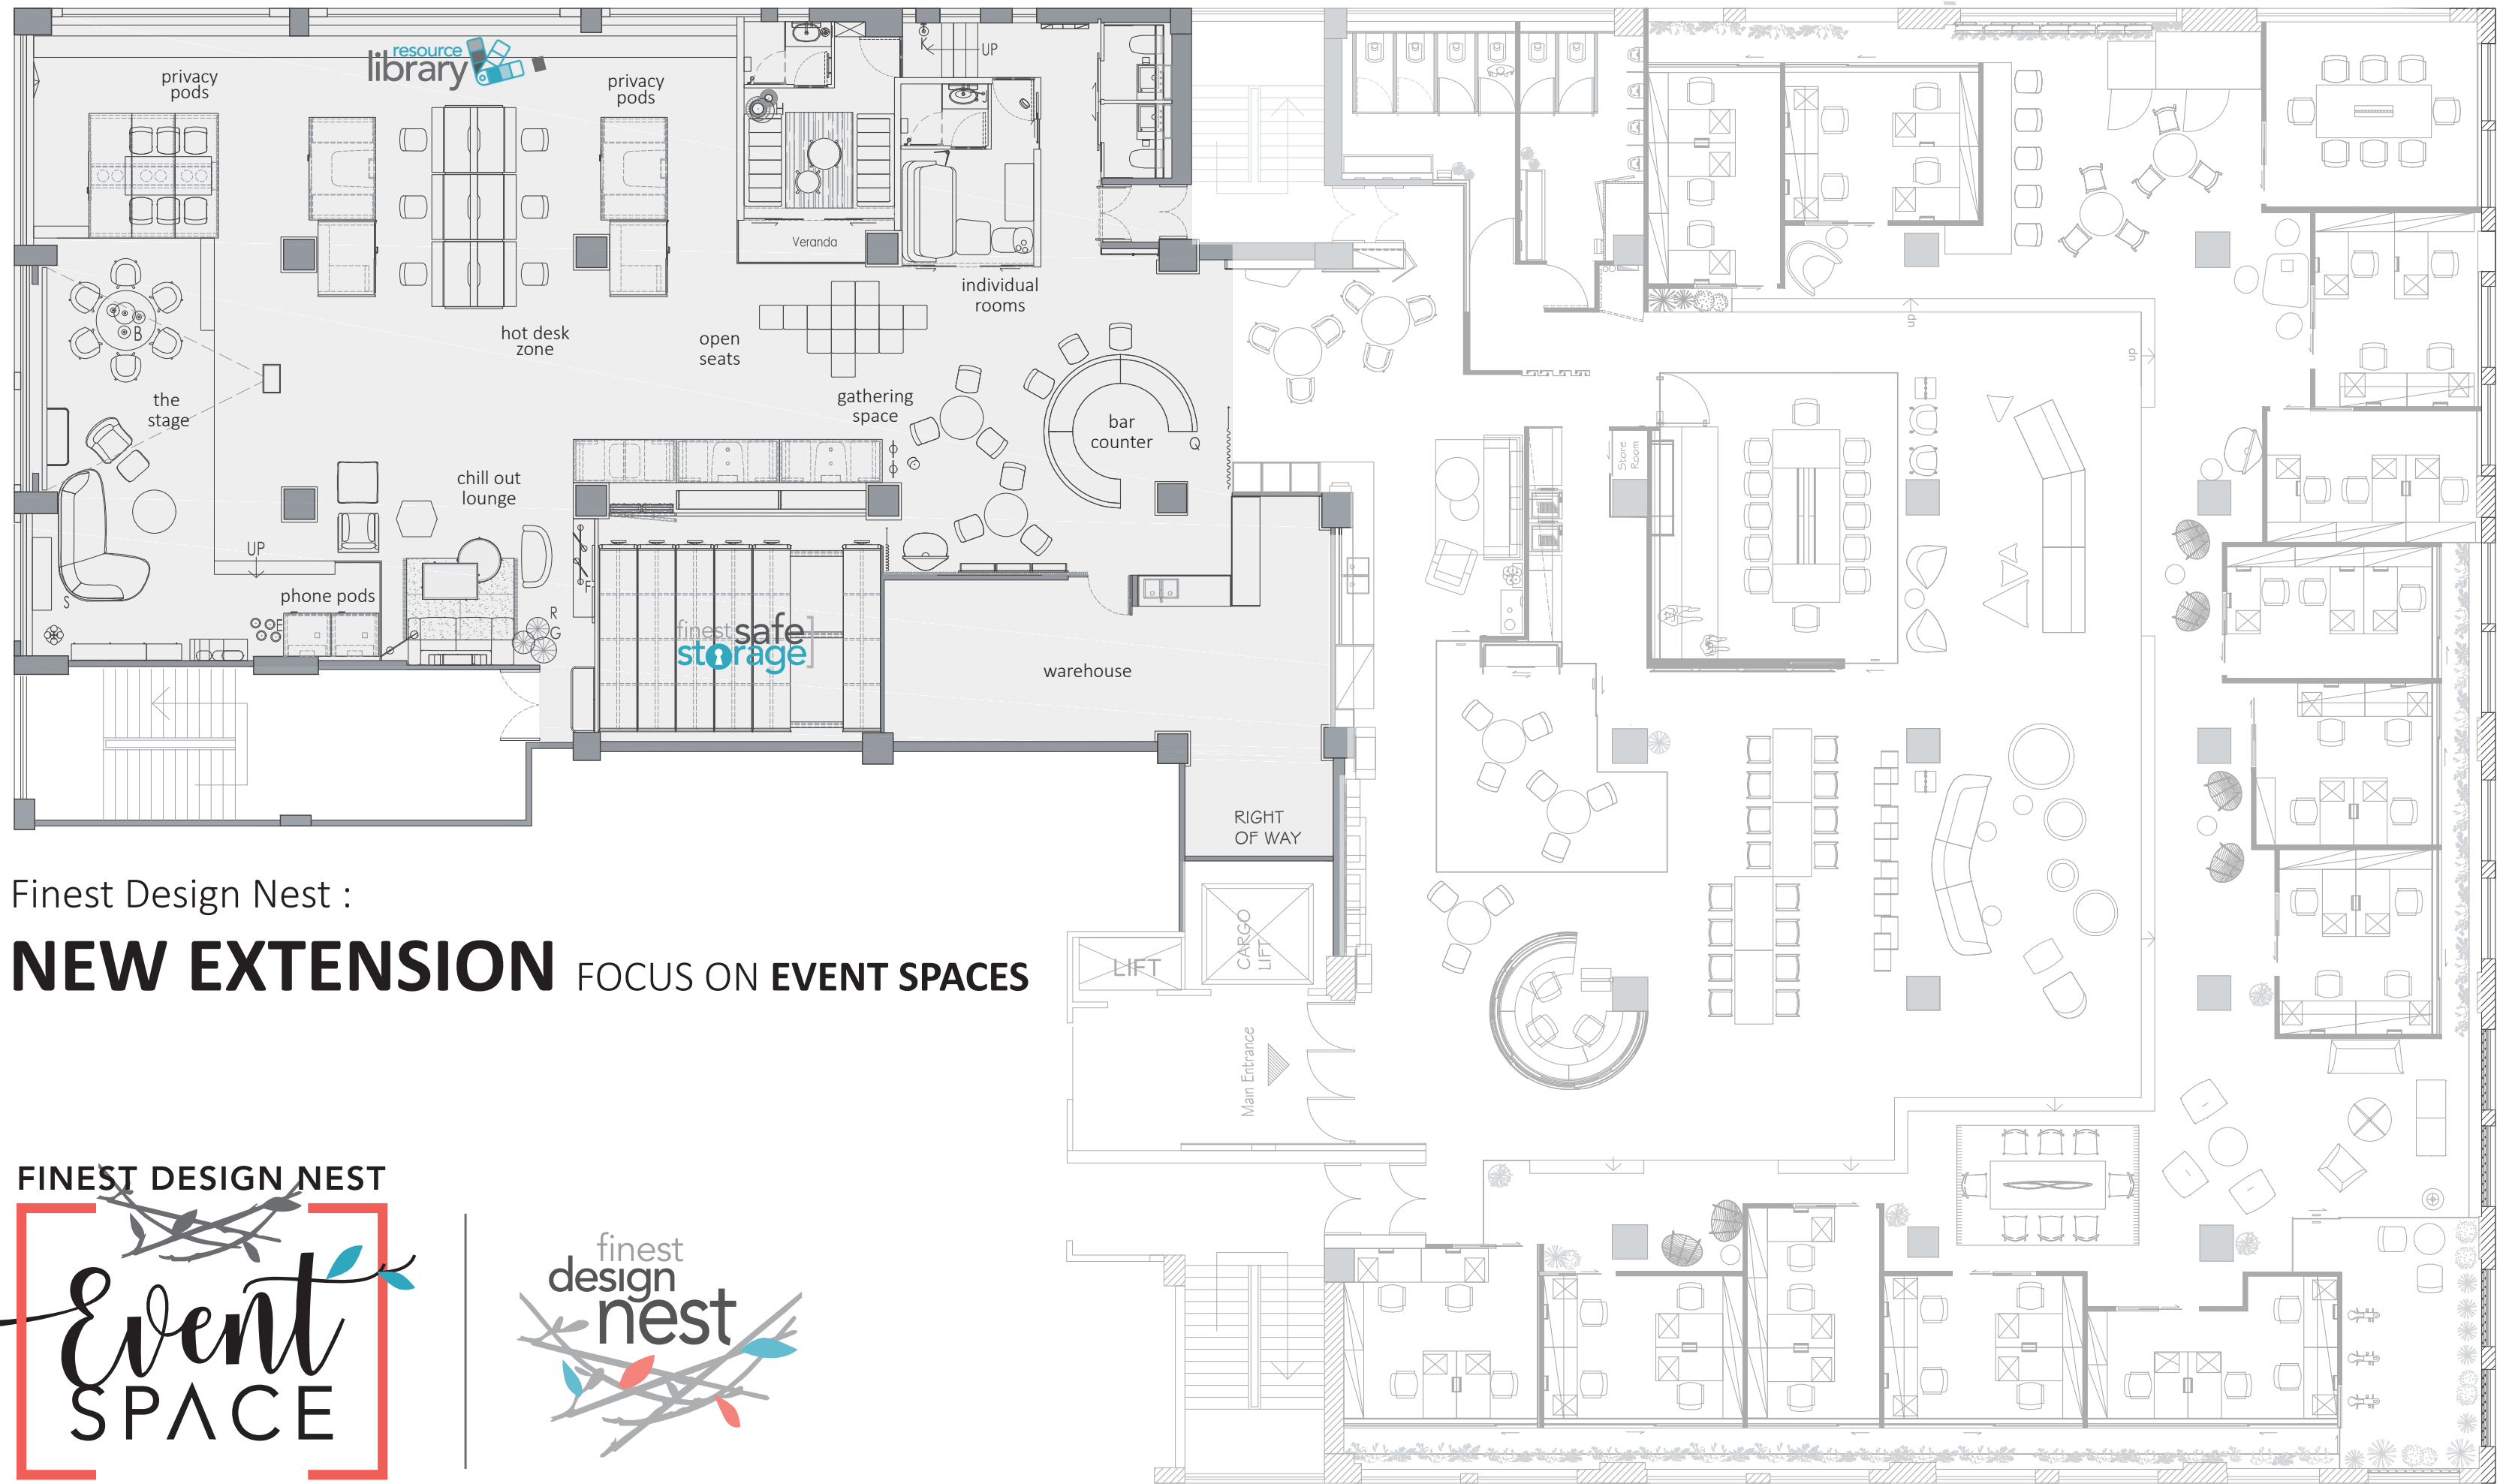 resource
library
privacy
pods
privacy
pods
K
UP
J
Veranda
individual
rooms
hot desk
zone
open
seats
B
the
stage
gathering
space
bar
counter
Q
Store
Room
up
up
chill out
lounge
UP
S
phone pods
E
F
R
G
finest safe
storage
warehouse
RIGHT
OF WAY
Finest Design Nest :
NEW EXTENSION FOCUS ON EVENT SPACES
LIFT
CARGO
LIFT
Main Entrance
FINEST DESIGN NEST
Event
SPACE
finest
design
nest